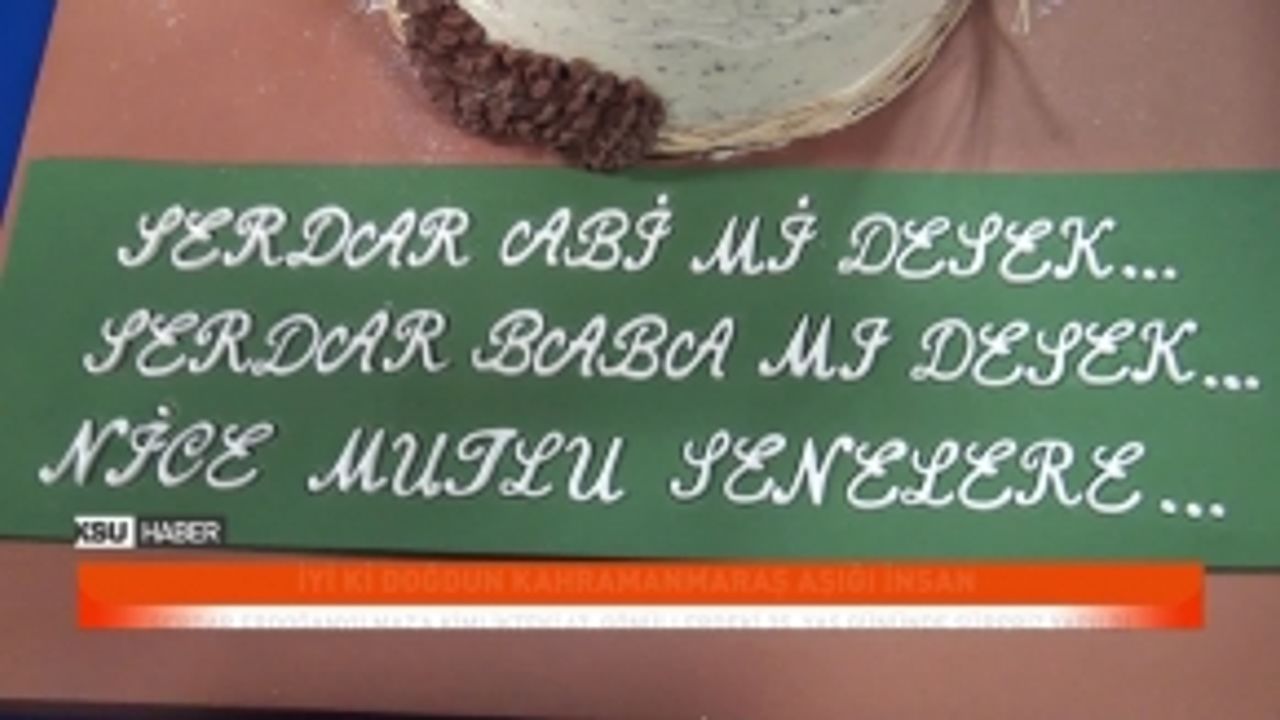 SERDAR ABİ Mİ DESEK...
SERDAR BABA MI DESEK...
NİCE MUTLU SENELERE...
KSU HABER
İYİ Kİ DOĞDUN KAHRAMANMARAŞ AŞIĞI İNSAN